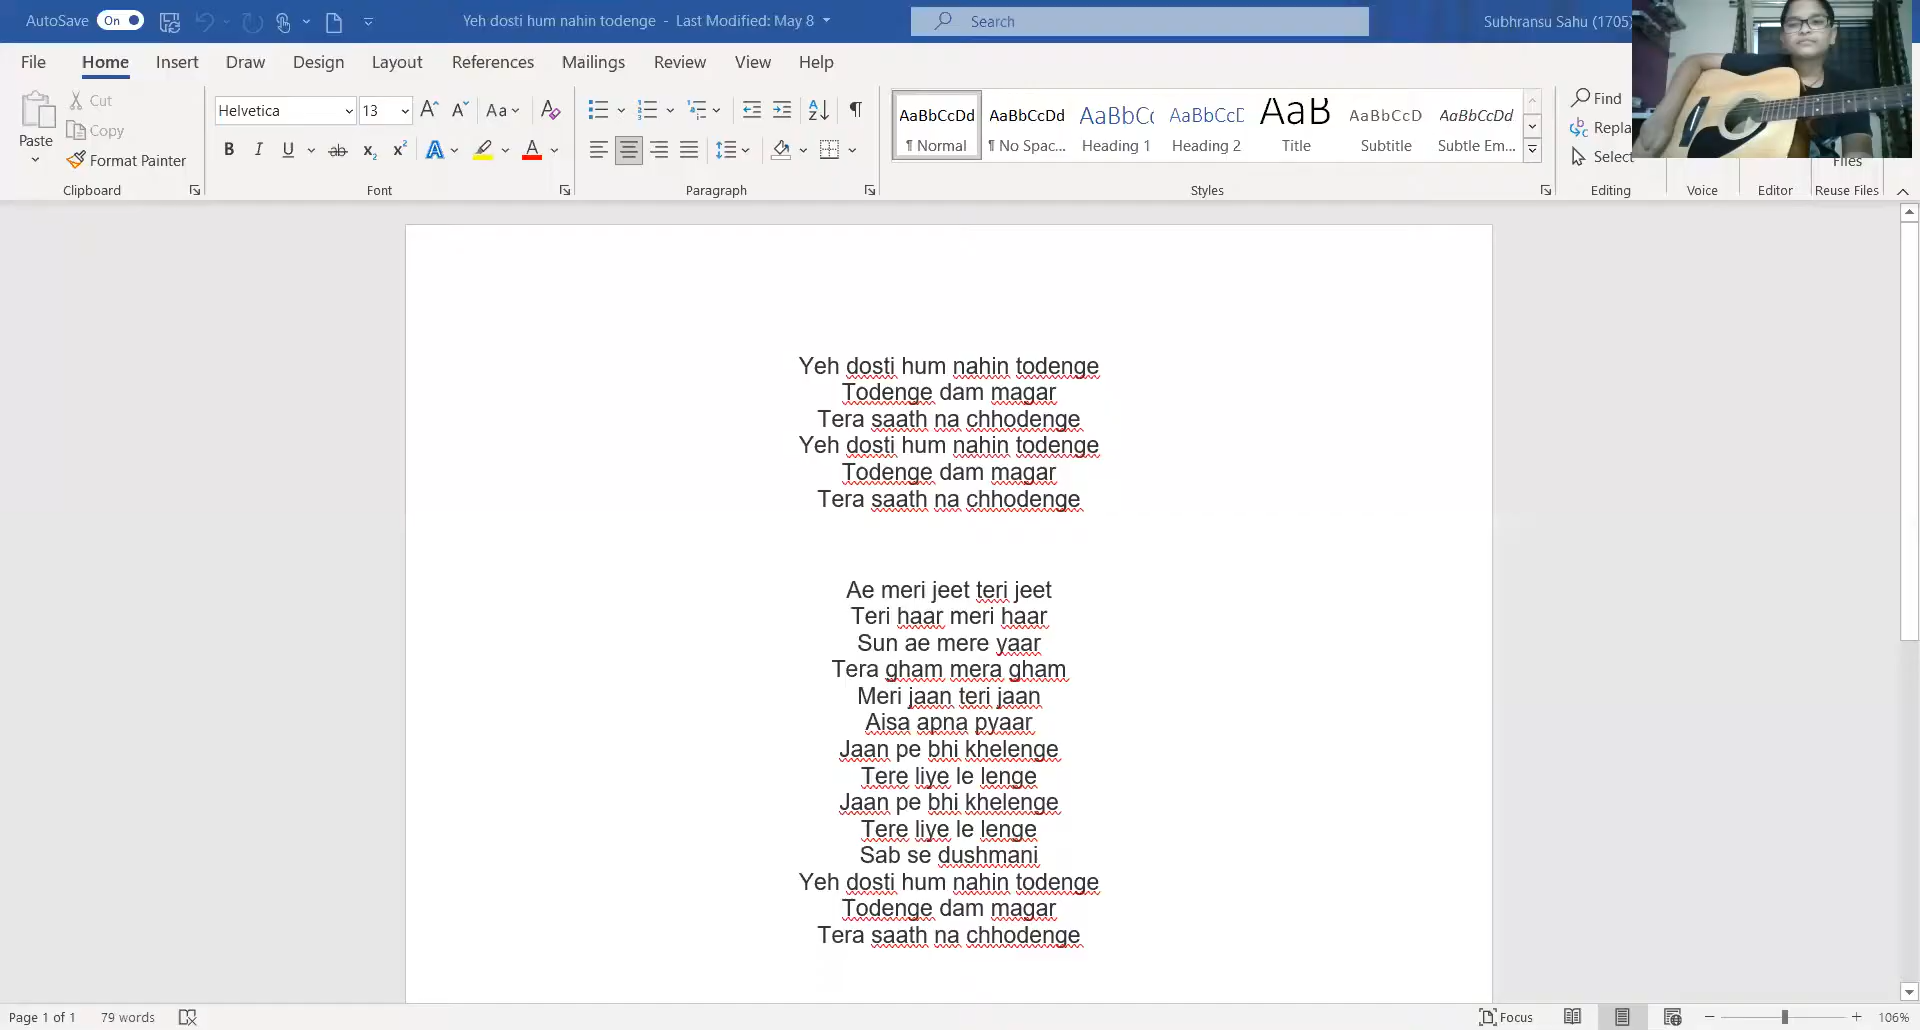 AutoSave On Yeh dosti hum nahin todenge - Last Modified: May 8 Search Subhransu Sahu (1705)
File Home Insert Draw Design Layout References Mailings Review View Help
Cut
Copy
Paste
Format Painter
Clipboard
Helvetica 13
Font
Paragraph
AaBbCcDd AaBbCcDd AaBbCc AaBbCcD AaB AaBbCcD AaBbCcDd
¶ Normal ¶ No Spac... Heading 1 Heading 2 Title Subtitle Subtle Em...
Styles
Find
Repla
Select
Editing
Voice
Editor
Files
Reuse Files
Yeh dosti hum nahin todenge
Todenge dam magar
Tera saath na chhodenge
Yeh dosti hum nahin todenge
Todenge dam magar
Tera saath na chhodenge
Ae meri jeet teri jeet
Teri haar meri haar
Sun ae mere yaar
Tera gham mera gham
Meri jaan teri jaan
Aisa apna pyaar
Jaan pe bhi khelenge
Tere liye le lenge
Jaan pe bhi khelenge
Tere liye le lenge
Sab se dushmani
Yeh dosti hum nahin todenge
Todenge dam magar
Tera saath na chhodenge
Page 1 of 1 79 words Focus 106%